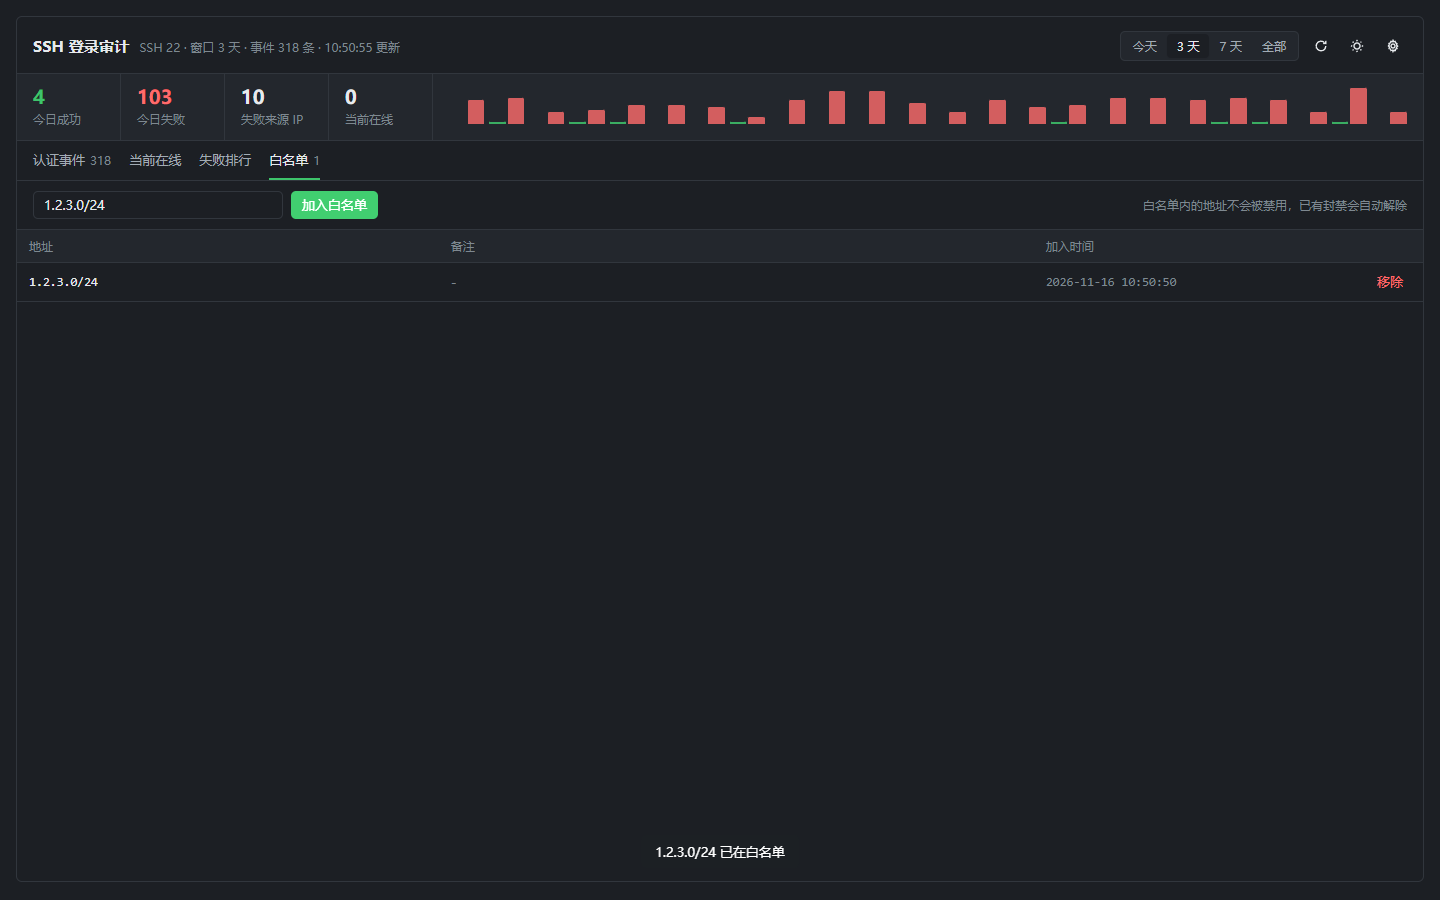 SSH 登录审计 SSH 22 · 窗口 3 天 · 事件 318 条 · 10:50:55 更新 今天 3 天 7 天 全部
4 103 10 0
今日成功 今日失败 失败来源 IP 当前在线
认证事件 318 当前在线 失败排行 白名单 1
1.2.3.0/24 加入白名单 白名单内的地址不会被禁用，已有封禁会自动解除
地址 备注 加入时间
1.2.3.0/24 - 2026-11-16 10:50:50 移除
1.2.3.0/24 已在白名单